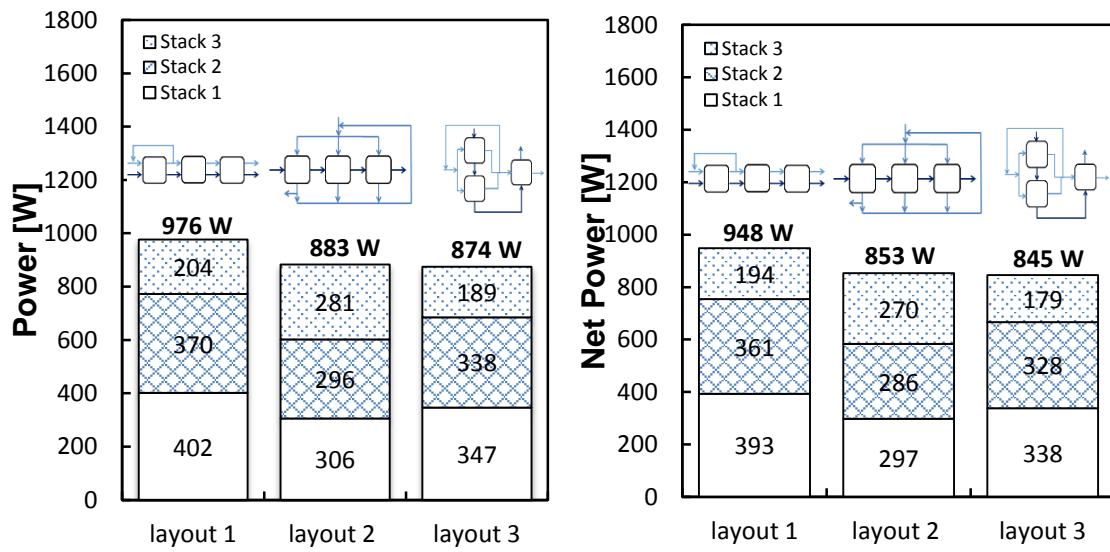 1800
1600
1400
1200
1000
800
600
400
200
0
Power [W]
Stack 3
Stack 2
Stack 1
976 W
883 W
874 W
204
281
189
370
296
338
402
306
347
layout 1
layout 2
layout 3
1800
1600
1400
1200
1000
800
600
400
200
0
Net Power [W]
Stack 3
Stack 2
Stack 1
948 W
853 W
845 W
194
270
179
361
286
328
393
297
338
layout 1
layout 2
layout 3